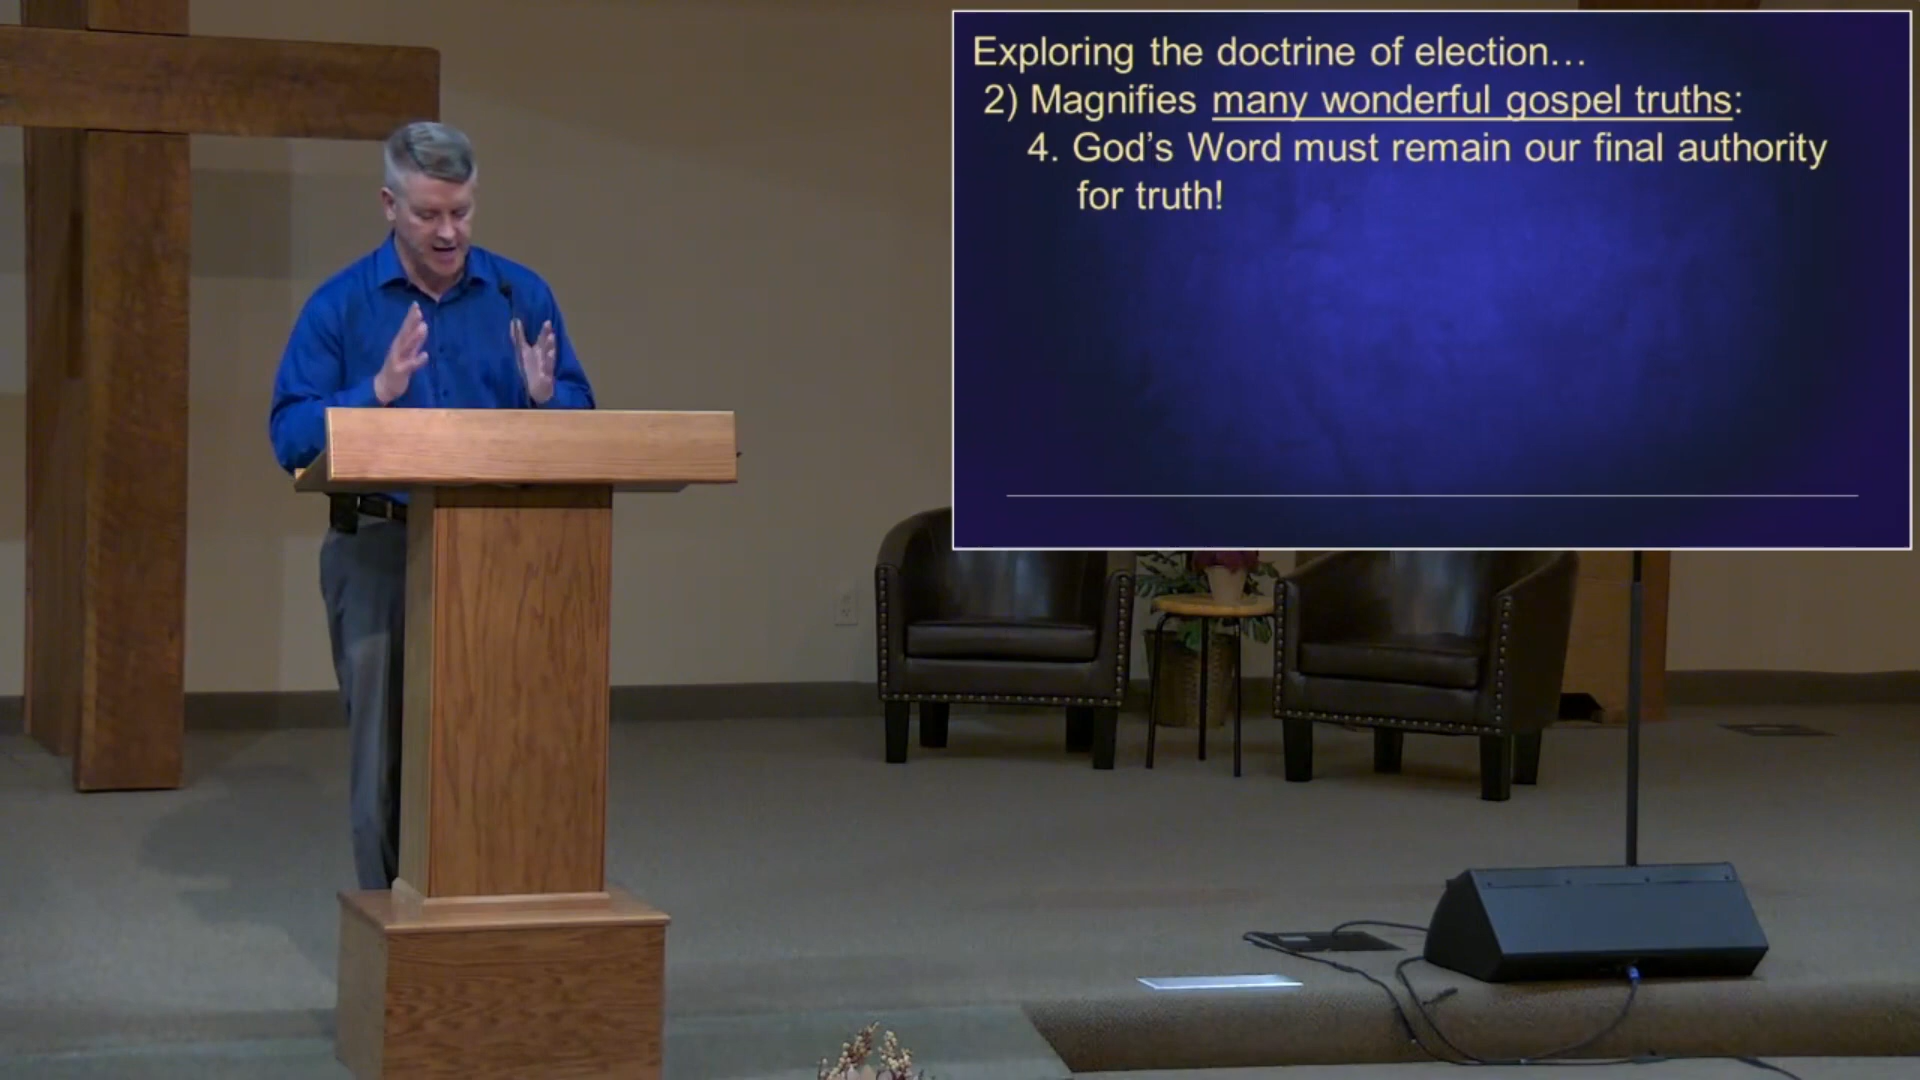 Exploring the doctrine of election…
2) Magnifies many wonderful gospel truths:
4. God’s Word must remain our final authority
for truth!